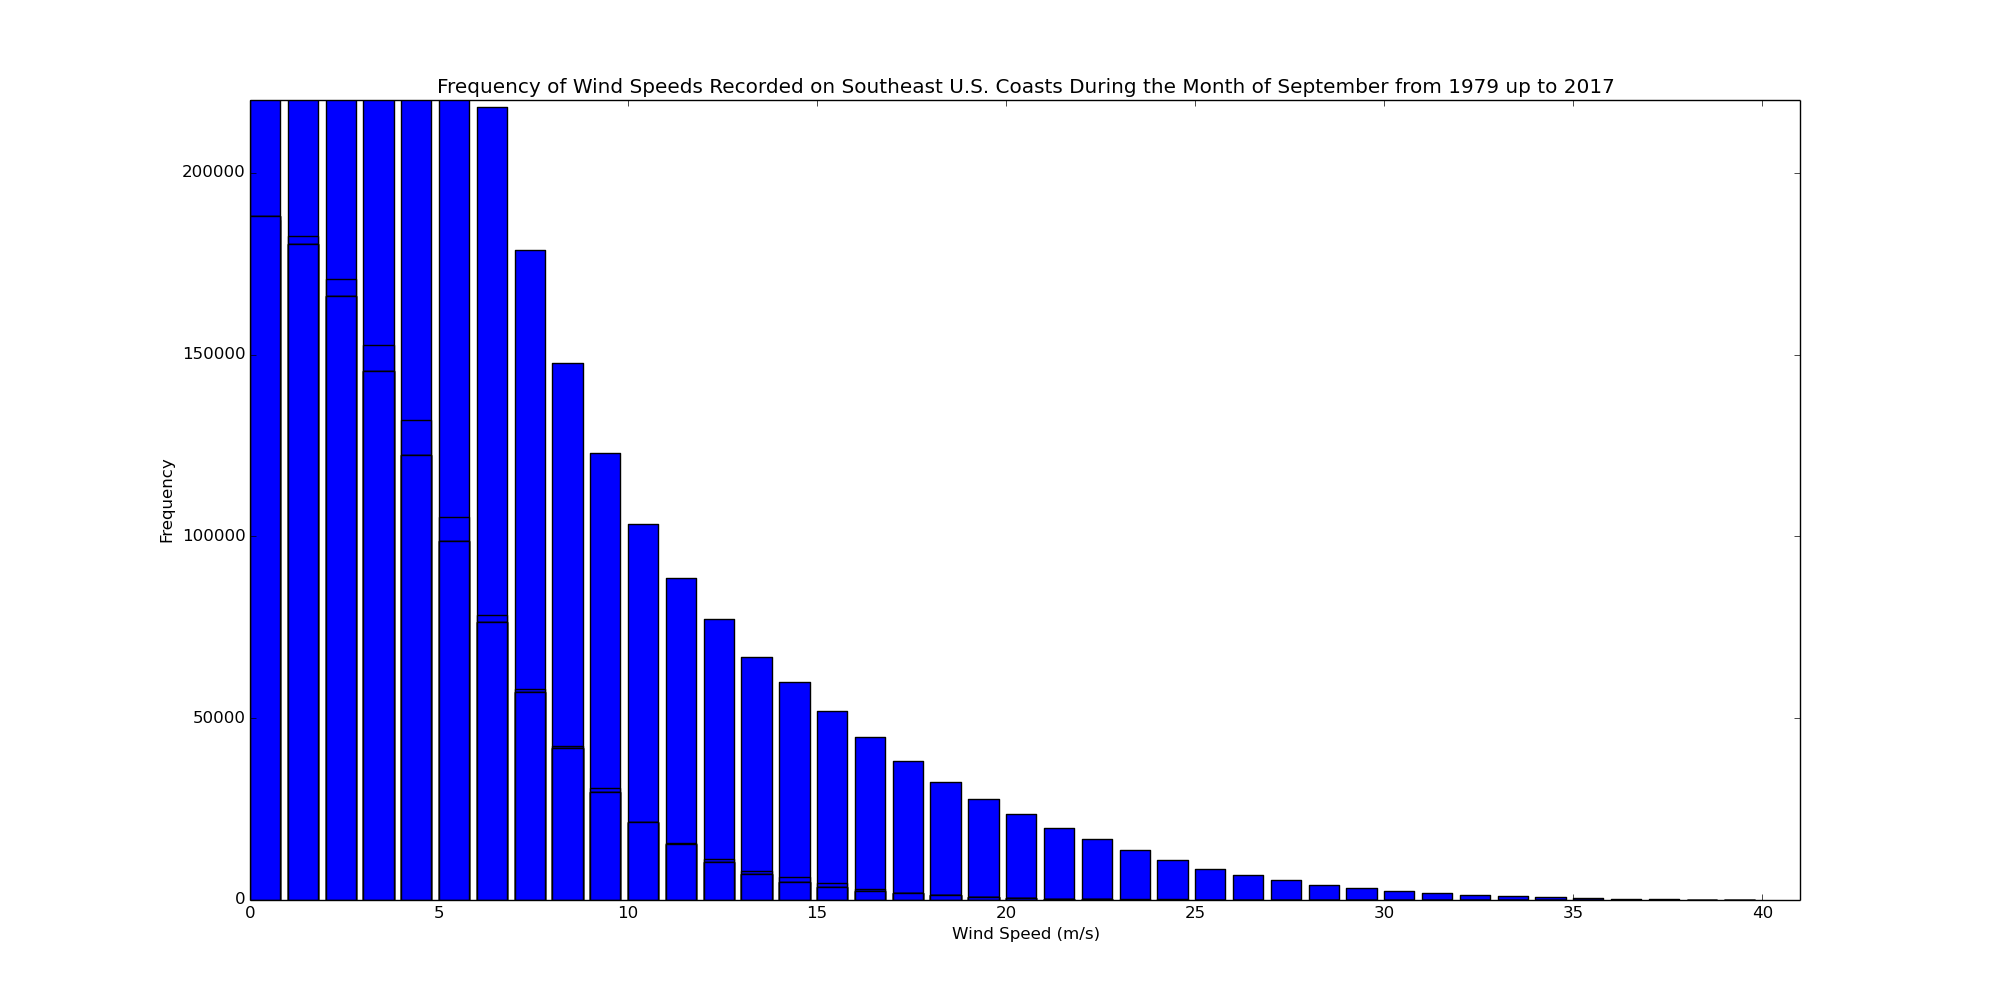 Frequency of Wind Speeds Recorded on Southeast U.S. Coasts During the Month of September from 1979 up to 2017
200000
150000
100000
50000
0
Frequency
0 5 10 15 20 25 30 35 40
Wind Speed (m/s)